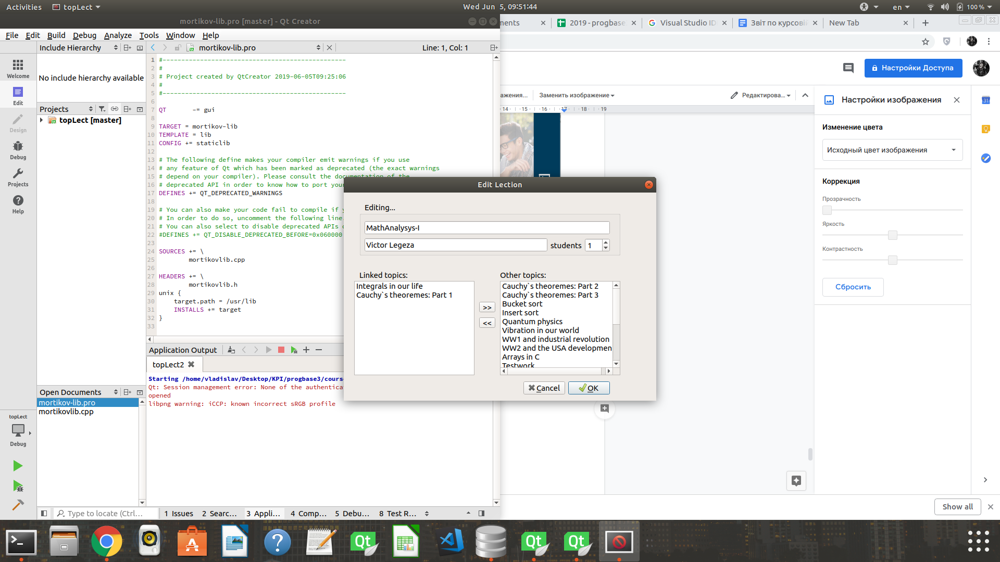 Activities
topLect
Wed Jun
5, 09:51:44
en
100 %
mortikov-lib.pro [master] - Qt Creator
ments
2019 - progbase
Visual Studio ID
Звіт по курсові
New Tab
File Edit Build Debug Analyze Tools Window Help
Include Hierarchy
mortikov-lib.pro
Line: 1, Col: 1
Welcome
Edit
Design
Debug
Projects
Help
No include hierarchy available
Projects
topLect [master]
1 #------------------------------------------------
2 #
3 # Project created by QtCreator 2019-06-05T09:25:06
4 #
5 #------------------------------------------------
6
7 QT       -= gui
8
9 TARGET = mortikov-lib
10 TEMPLATE = lib
11 CONFIG += staticlib
12
13 # The following define makes your compiler emit warnings if you use
14 # any feature of Qt which has been marked as deprecated (the exact warnings
15 # depend on your compiler). Please consult the documentation of the
16 # deprecated API in order to know how to port your
17 DEFINES += QT_DEPRECATED_WARNINGS
18
19 # You can also make your code fail to compile if y
20 # In order to do so, uncomment the following line
21 # You can also select to disable deprecated APIs
22 #DEFINES += QT_DISABLE_DEPRECATED_BEFORE=0x060000
23
24 SOURCES += \
25         mortikovlib.cpp
26
27 HEADERS += \
28         mortikovlib.h
29 unix {
30     target.path = /usr/lib
31     INSTALLS += target
32 }
33
Application Output
topLect2
Starting /home/vladislav/Desktop/KPI/progbase3/cours
Qt: Session management error: None of the authentica
opened
libpng warning: iCCP: known incorrect sRGB profile
Open Documents
mortikov-lib.pro
mortikovlib.cpp
topLect
Debug
Type to locate (Ctrl...
1 Issues
2 Searc...
3 Appli...
4 Comp...
5 Debu...
8 Test R...
Edit Lection
Editing...
MathAnalysys-I
Victor Legeza
students
1
Linked topics:
Integrals in our life
Cauchy`s theoremes: Part 1
>>
<<
Other topics:
Cauchy`s theoremes: Part 2
Cauchy`s theoremes: Part 3
Bucket sort
Insert sort
Quantum physics
Vibration in our world
WW1 and industrial revolution
WW2 and the USA developmen
Arrays in C
Testwork
Cancel
OK
Настройки Доступа
ажения...
Заменить изображение
Редактирова...
14 15 16 17 18 19
Настройки изображения
Изменение цвета
Исходный цвет изображения
Коррекция
Прозрачность
Яркость
Контрастность
Сбросить
31
Show all
Qt
Qt
Qt